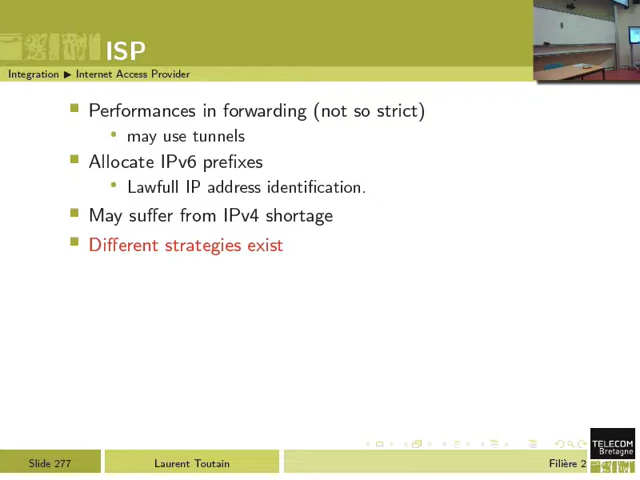 ISP
Integration ▶ Internet Access Provider
Performances in forwarding (not so strict)
may use tunnels
Allocate IPv6 prefixes
Lawfull IP address identification.
May suffer from IPv4 shortage
Different strategies exist
TELECOM
Bretagne
Slide 277
Laurent Toutain
Filière 2